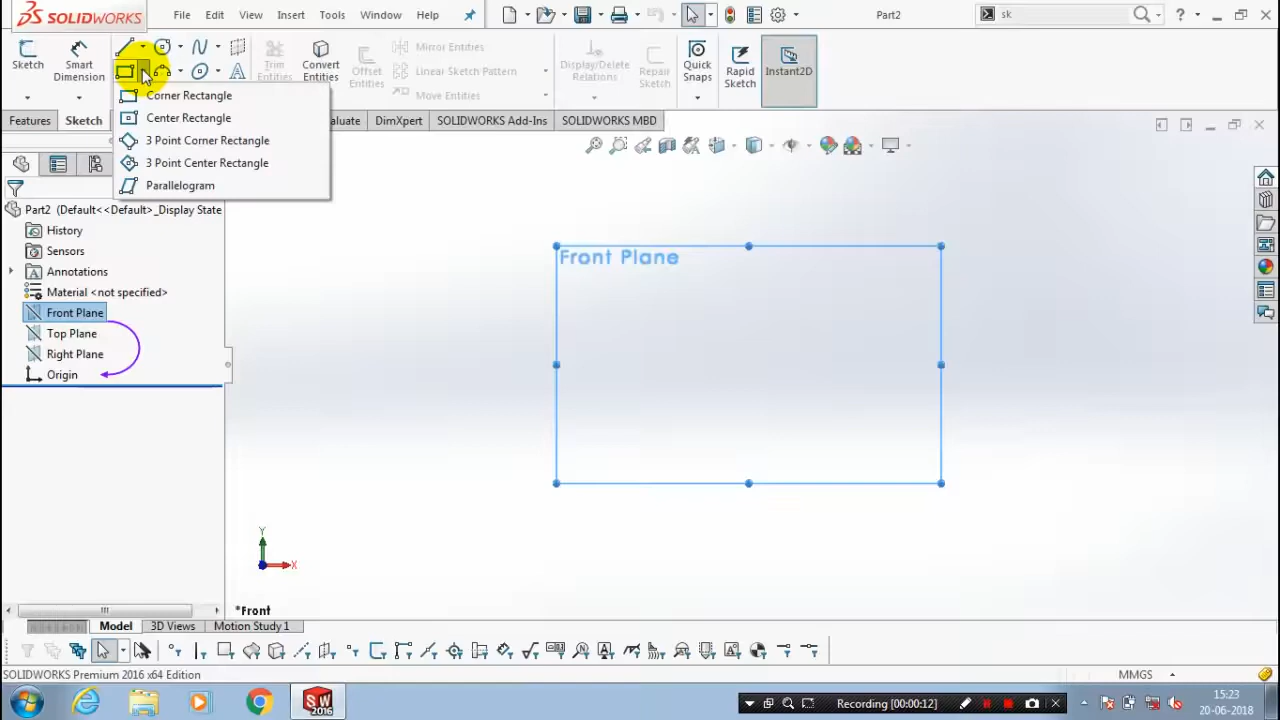 SOLIDWORKS File Edit View Insert Tools Window Help Part2 sk
Sketch Smart Dimension Trim Entities Convert Entities Offset Entities Mirror Entities Linear Sketch Pattern Move Entities Display/Delete Relations Repair Sketch Quick Snaps Rapid Sketch Instant2D
Corner Rectangle
Center Rectangle
3 Point Corner Rectangle
3 Point Center Rectangle
Parallelogram
Features Sketch aluate DimXpert SOLIDWORKS Add-Ins SOLIDWORKS MBD
Part2 (Default<<Default>_Display State
History
Sensors
Annotations
Material <not specified>
Front Plane
Top Plane
Right Plane
Origin
Front Plane
Y
X
*Front
Model 3D Views Motion Study 1
SOLIDWORKS Premium 2016 x64 Edition MMGS
SW 2016 Recording [00:00:12] 15:23
20-06-2018